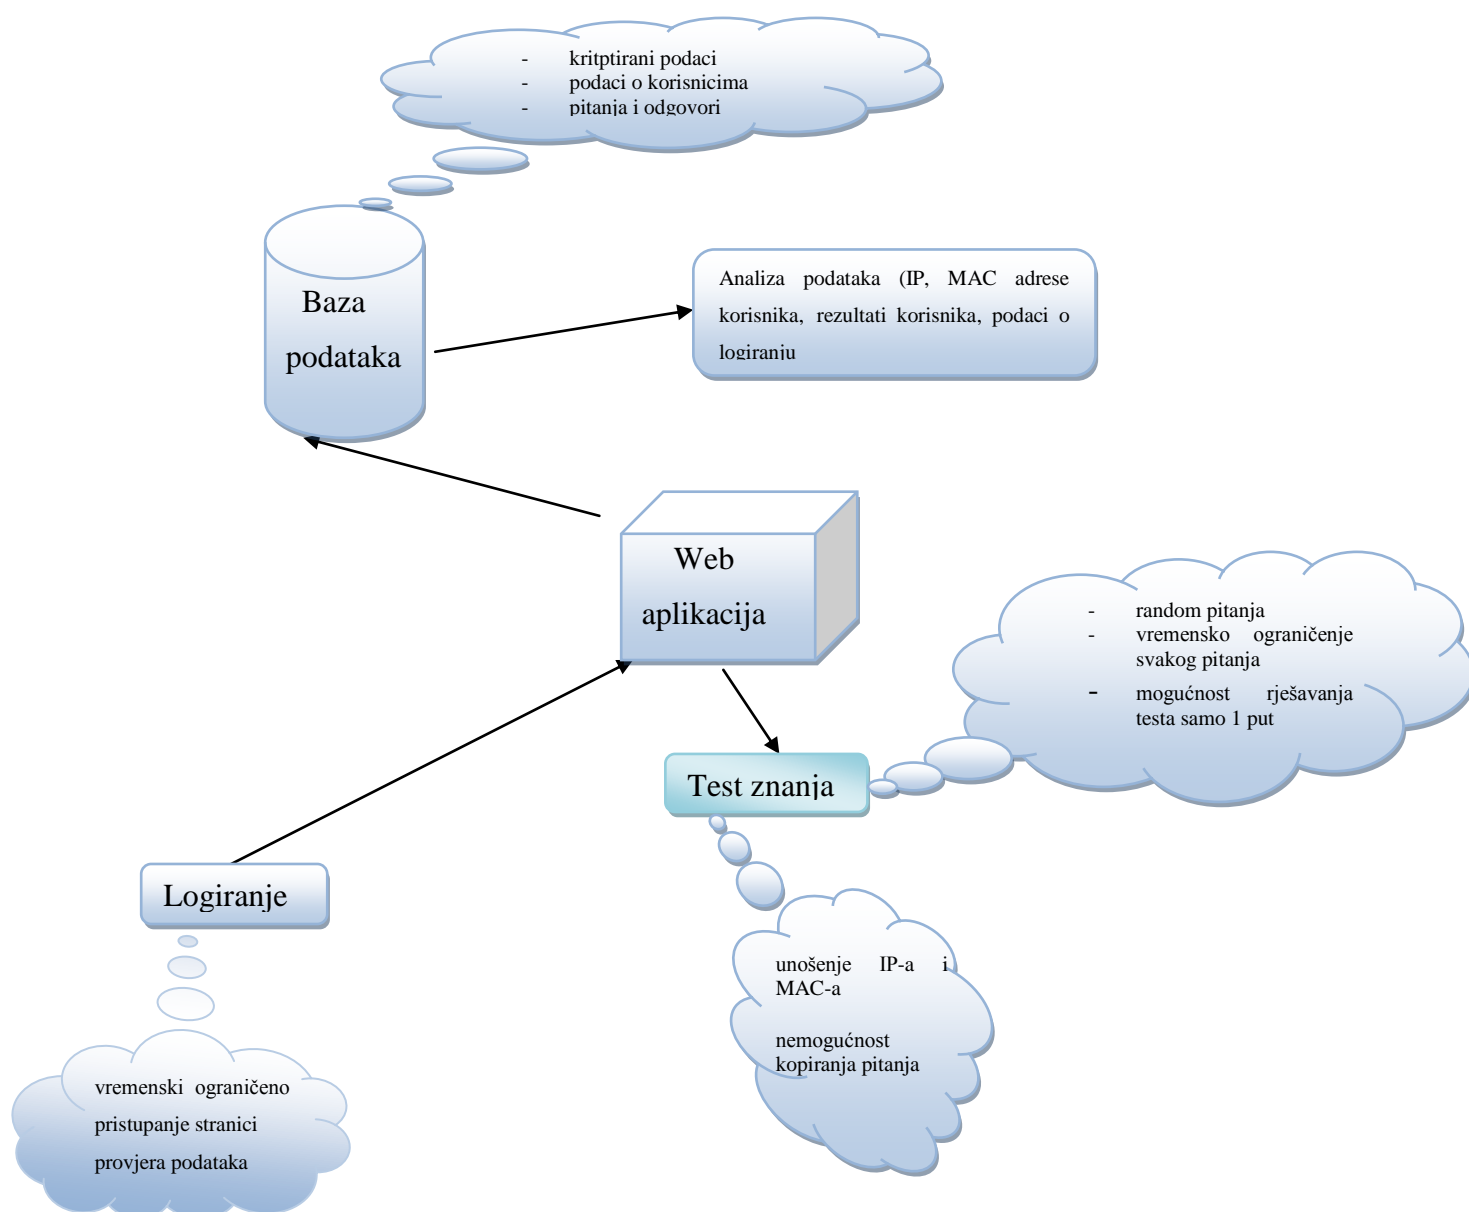 - kritptirani podaci
- podaci o korisnicima
- pitanja i odgovori
Baza
podataka
Analiza podataka (IP, MAC adrese
korisnika, rezultati korisnika, podaci o
logiranju
Web
aplikacija
- random pitanja
- vremensko ograničenje
svakog pitanja
- mogućnost rješavanja
testa samo 1 put
Test znanja
Logiranje
unošenje IP-a i
MAC-a
nemogućnost
kopiranja pitanja
vremenski ograničeno
pristupanje stranici
provjera podataka